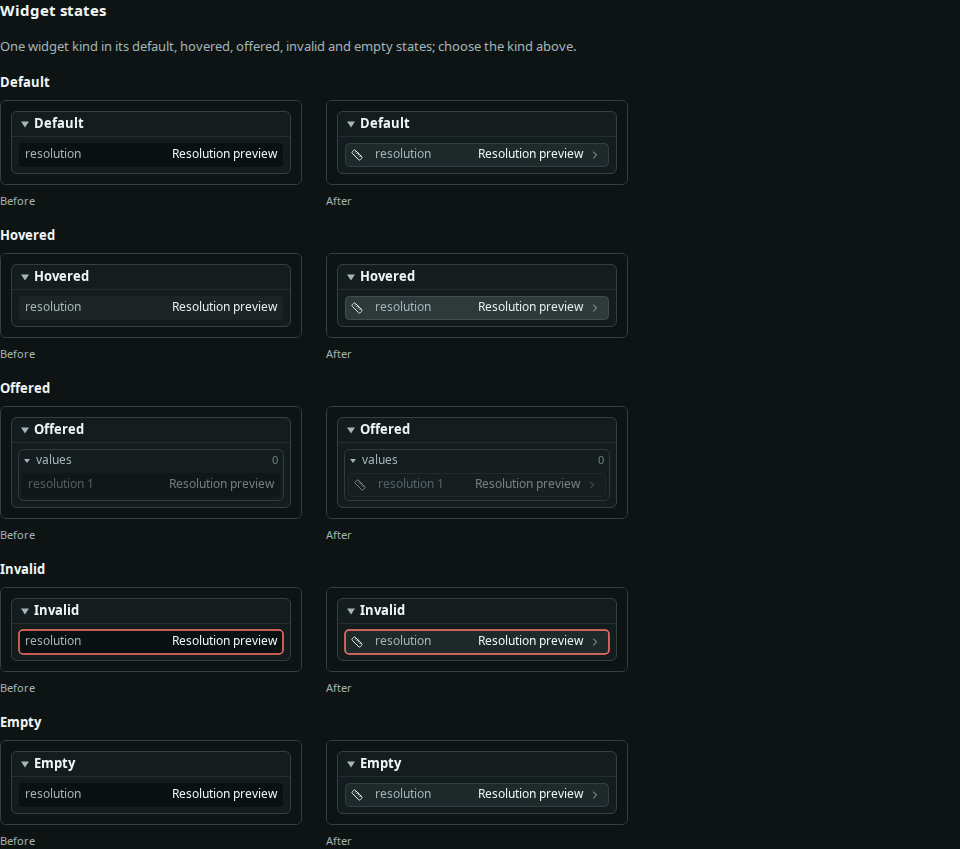 Widget states
One widget kind in its default, hovered, offered, invalid and empty states; choose the kind above.
Default
Default
resolution Resolution preview
Before
Default
resolution Resolution preview
After
Hovered
Hovered
resolution Resolution preview
Before
Hovered
resolution Resolution preview
After
Offered
Offered
values 0
resolution 1 Resolution preview
Before
Offered
values 0
resolution 1 Resolution preview
After
Invalid
Invalid
resolution Resolution preview
Before
Invalid
resolution Resolution preview
After
Empty
Empty
resolution Resolution preview
Before
Empty
resolution Resolution preview
After